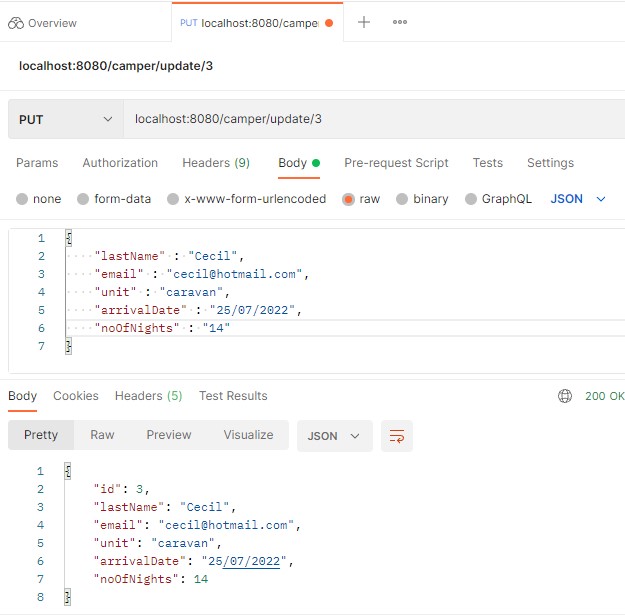 Overview PUT localhost:8080/campe + •••
localhost:8080/camper/update/3
PUT localhost:8080/camper/update/3
Params Authorization Headers (9) Body Pre-request Script Tests Settings
none form-data x-www-form-urlencoded raw binary GraphQL JSON
1 {
2 "lastName" : "Cecil",
3 "email" : "cecil@hotmail.com",
4 "unit" : "caravan",
5 "arrivalDate" : "25/07/2022",
6 "noOfNights" : "14"
7 }
Body Cookies Headers (5) Test Results 200 OK
Pretty Raw Preview Visualize JSON
1 {
2 "id": 3,
3 "lastName": "Cecil",
4 "email": "cecil@hotmail.com",
5 "unit": "caravan",
6 "arrivalDate": "25/07/2022",
7 "noOfNights": 14
8 }